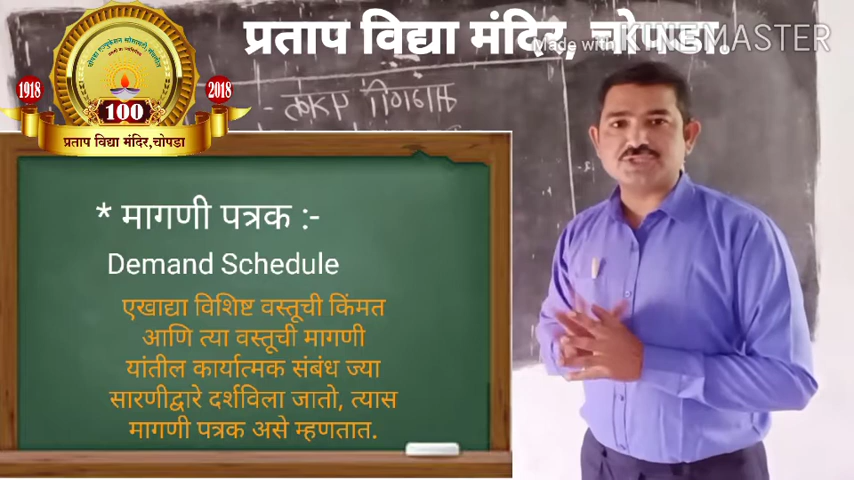 प्रताप विद्या मंदिर, चोपडा.
Made with KINEMASTER
1918
2018
100
प्रताप विद्या मंदिर,चोपडा
* मागणी पत्रक :-
Demand Schedule
एखाद्या विशिष्ट वस्तूची किंमत
आणि त्या वस्तूची मागणी
यांतील कार्यात्मक संबंध ज्या
सारणीद्वारे दर्शविला जातो, त्यास
मागणी पत्रक असे म्हणतात.